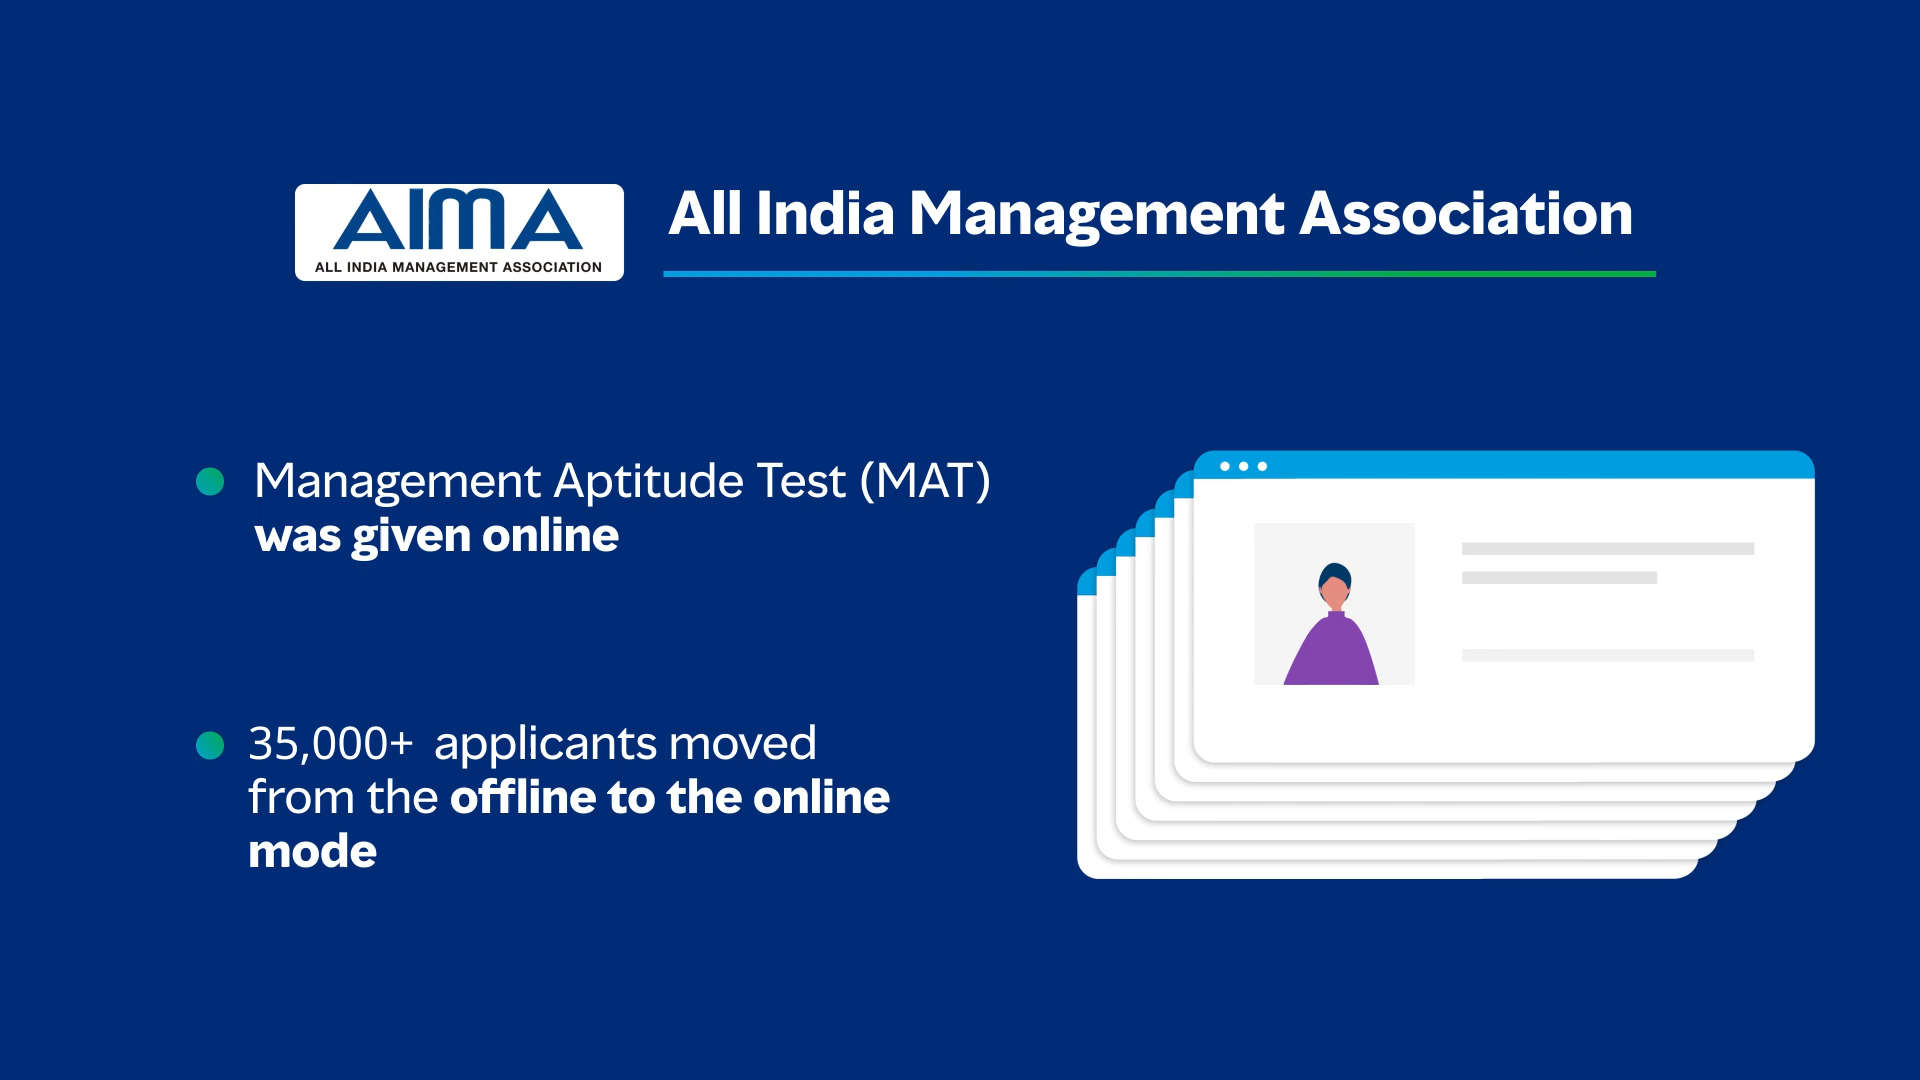 AIMA
ALL INDIA MANAGEMENT ASSOCIATION
All India Management Association
Management Aptitude Test (MAT)
was given online
35,000+ applicants moved
from the offline to the online
mode